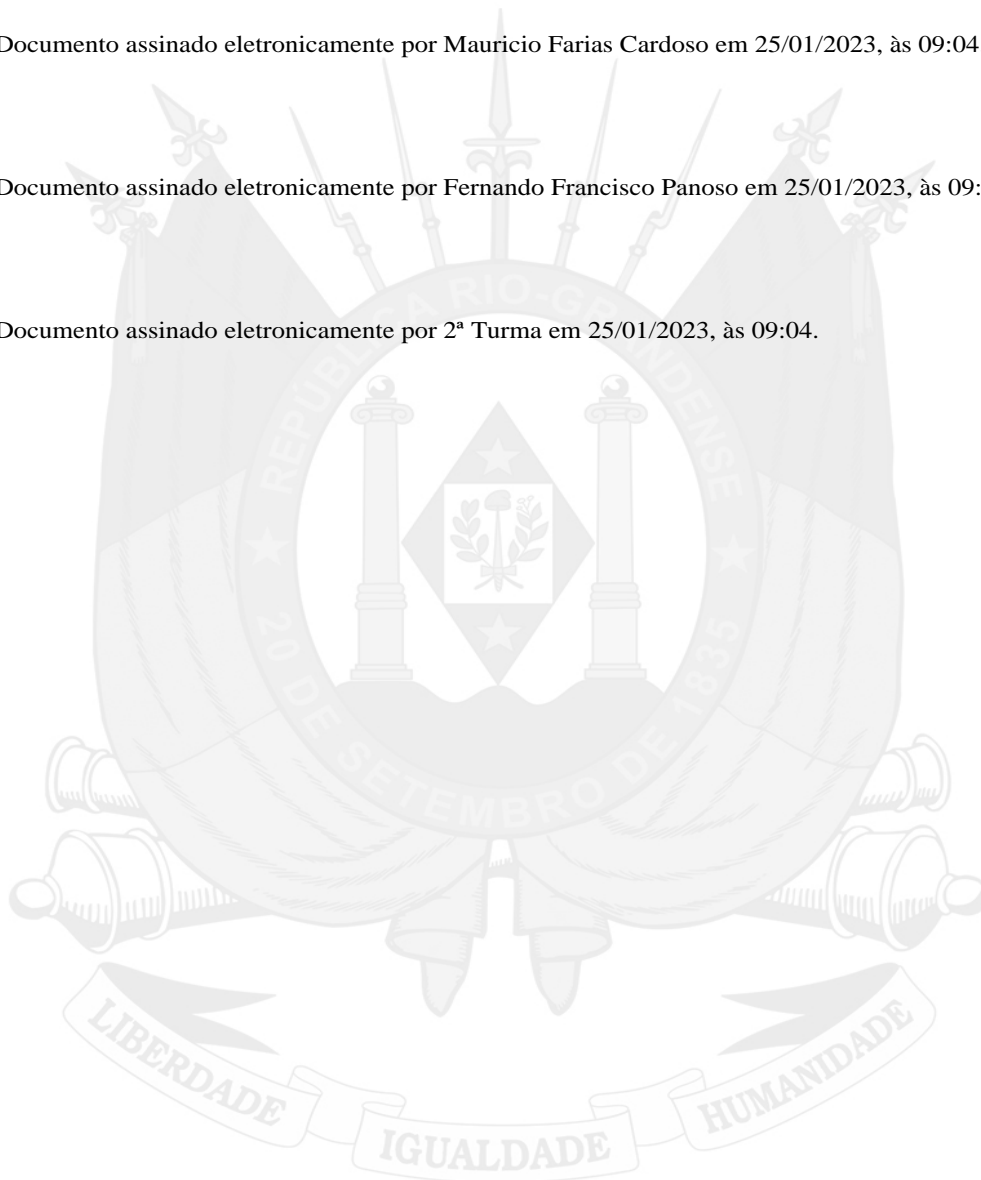 Documento assinado eletronicamente por Mauricio Farias Cardoso em 25/01/2023, às 09:04
Documento assinado eletronicamente por Fernando Francisco Panoso em 25/01/2023, às 09:
Documento assinado eletronicamente por 2ª Turma em 25/01/2023, às 09:04.
REPÚBLICA RIO-GRANDENSE
20 DE SETEMBRO DE 1835
LIBERDADE
IGUALDADE
HUMANIDADE